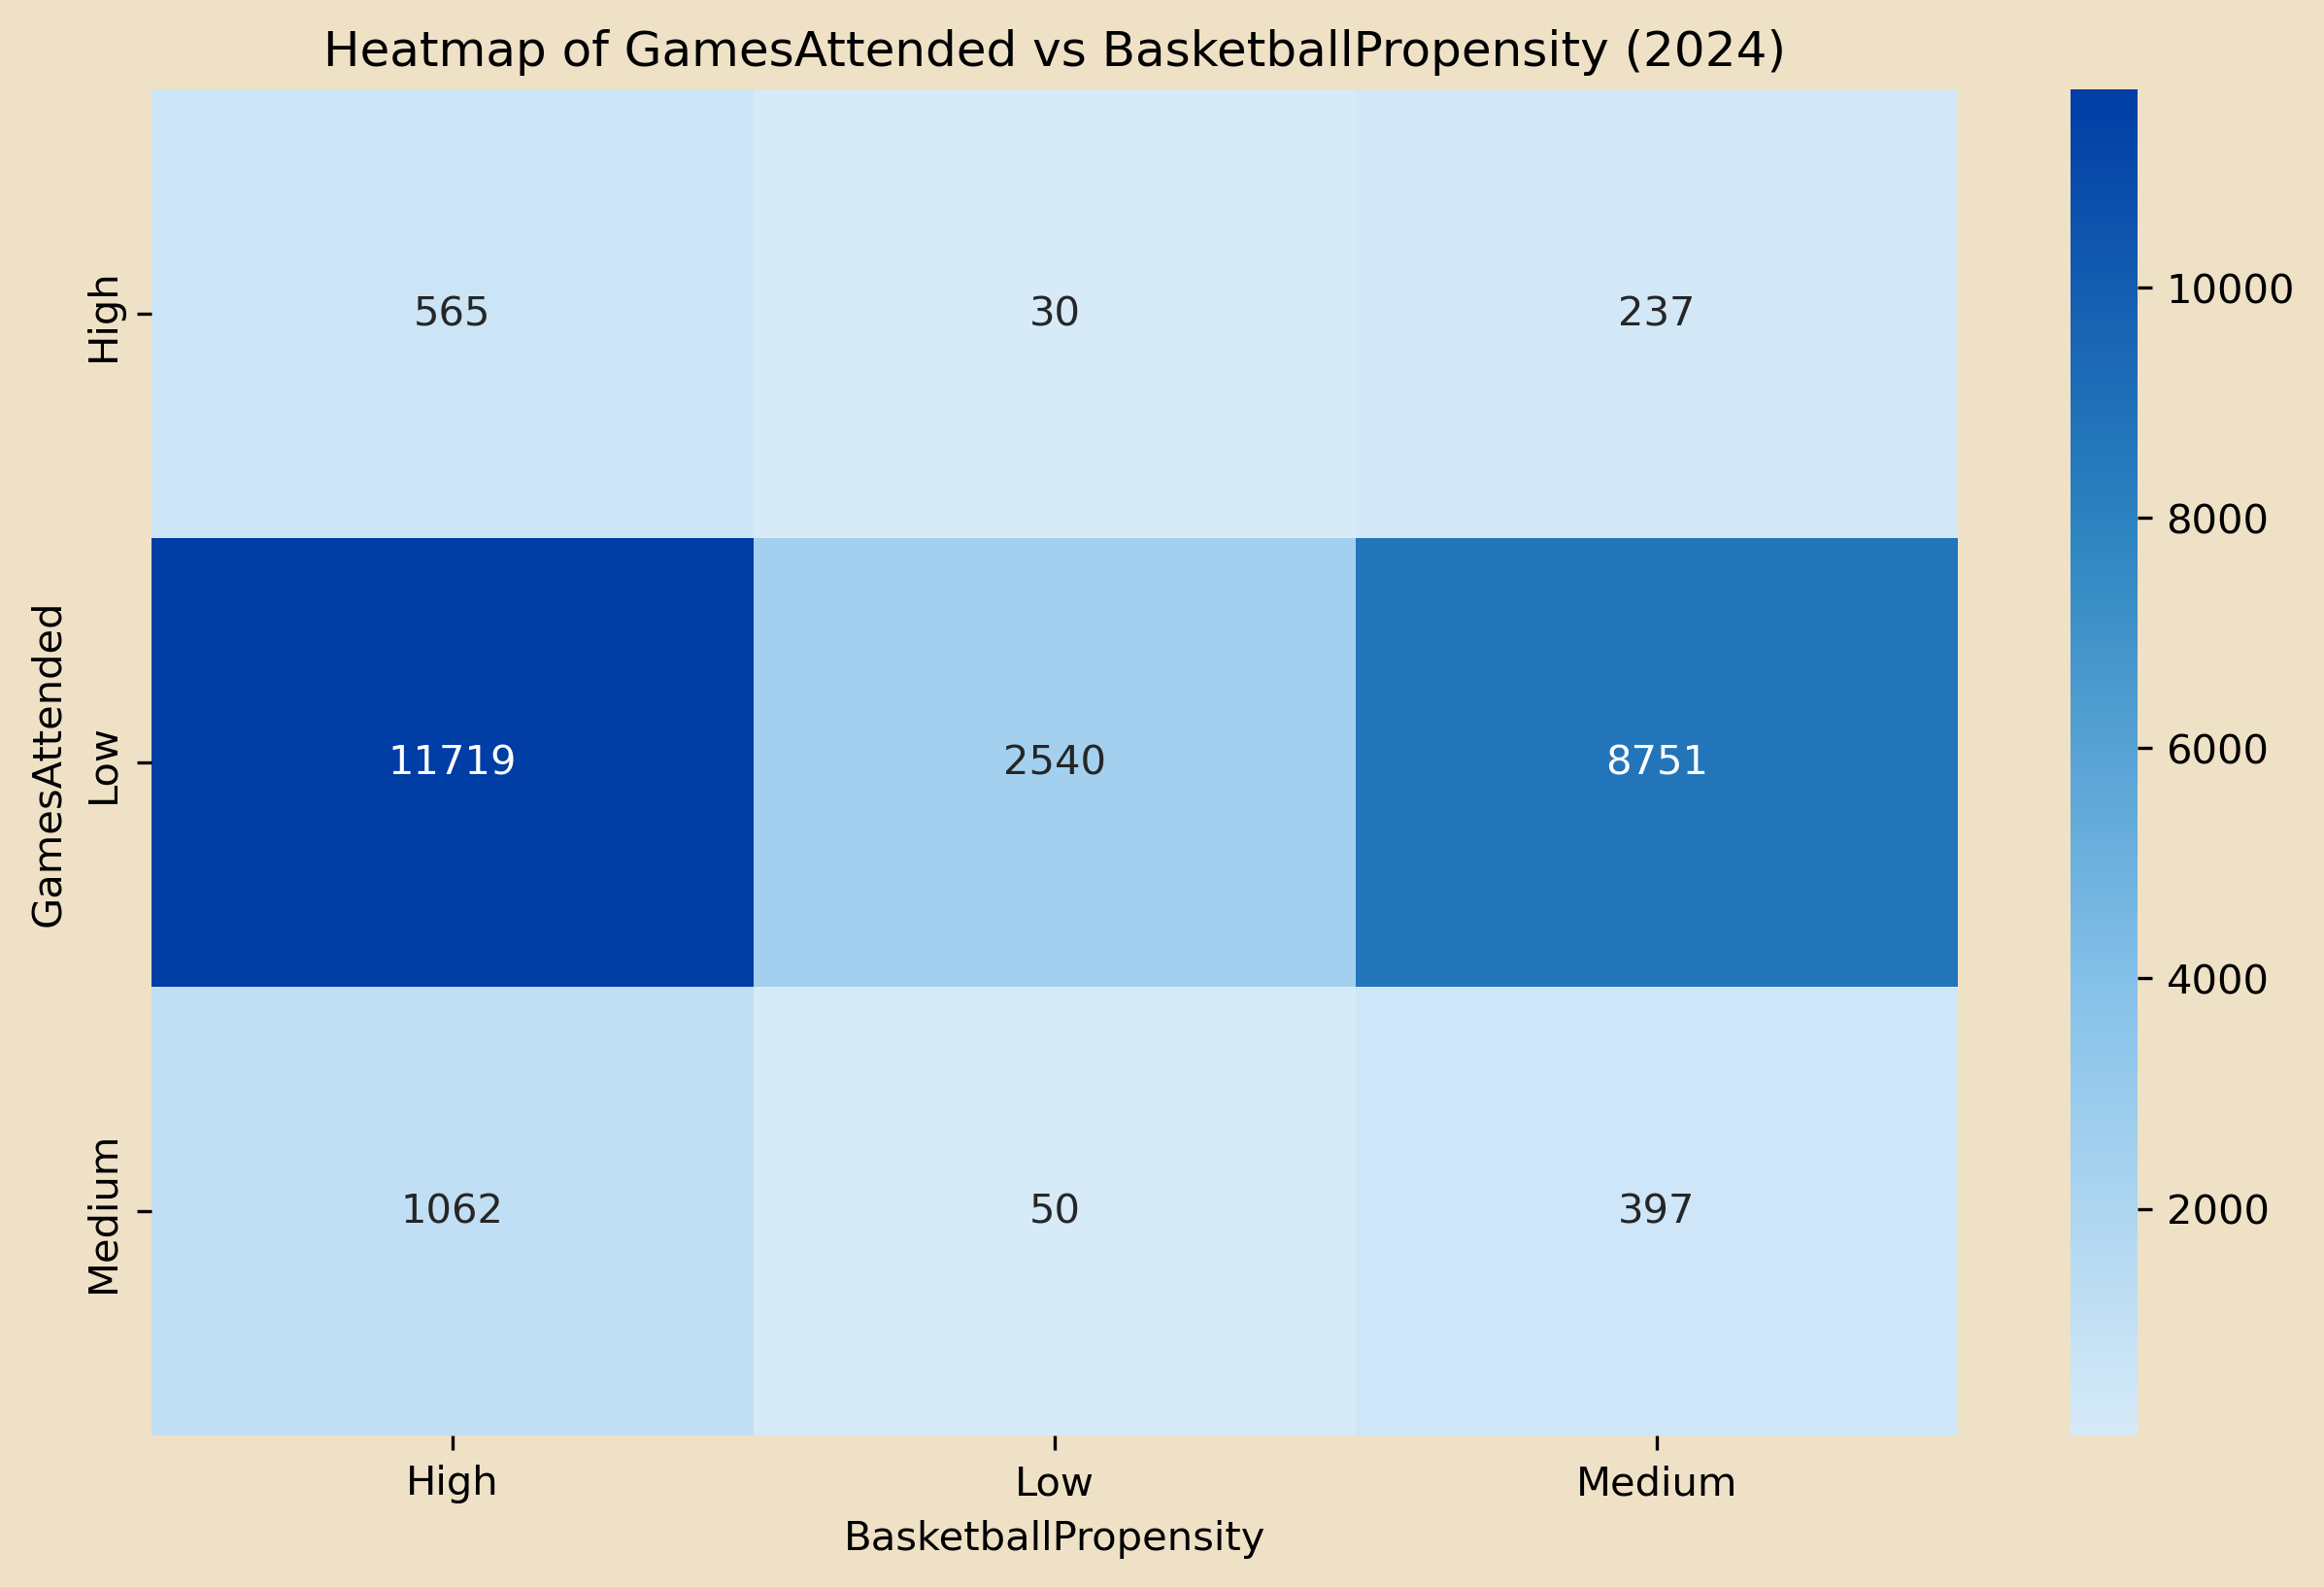 Heatmap of GamesAttended vs BasketballPropensity (2024)
GamesAttended
High
565
30
237
Low
11719
2540
8751
Medium
1062
50
397
High
Low
Medium
BasketballPropensity
10000
8000
6000
4000
2000